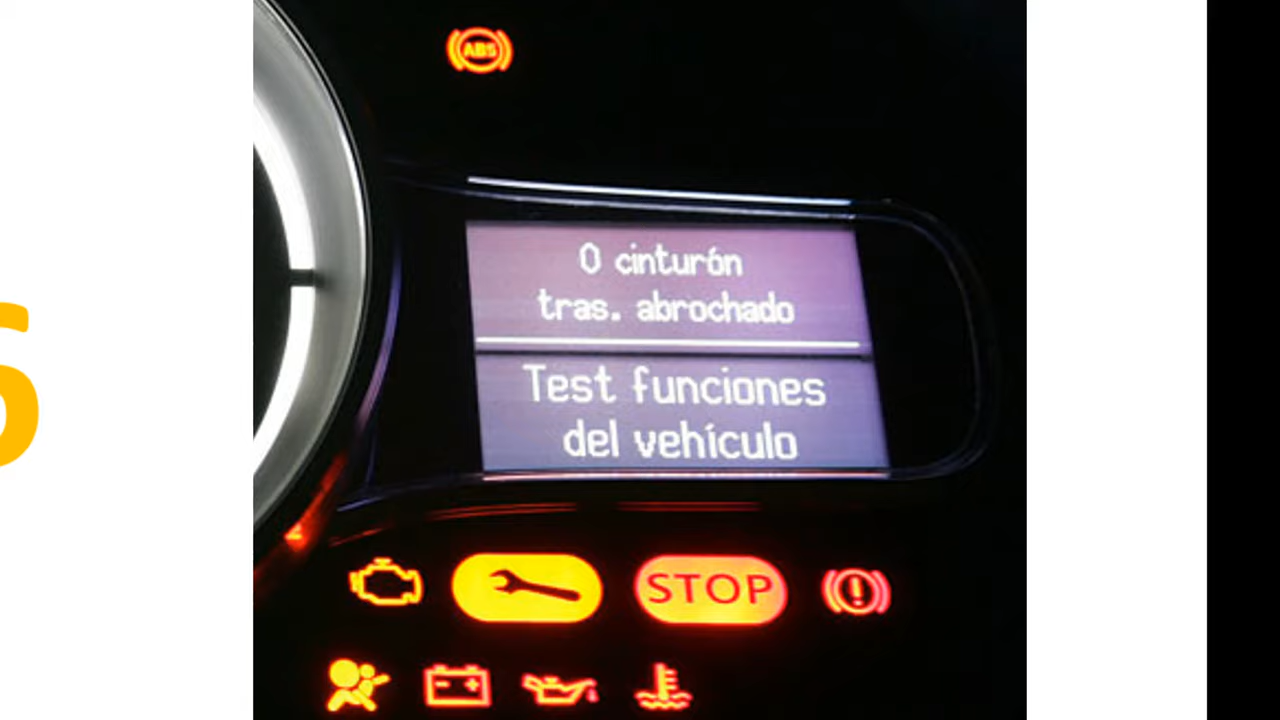 ABS
0 cinturón
tras. abrochado
Test funciones
del vehículo
STOP